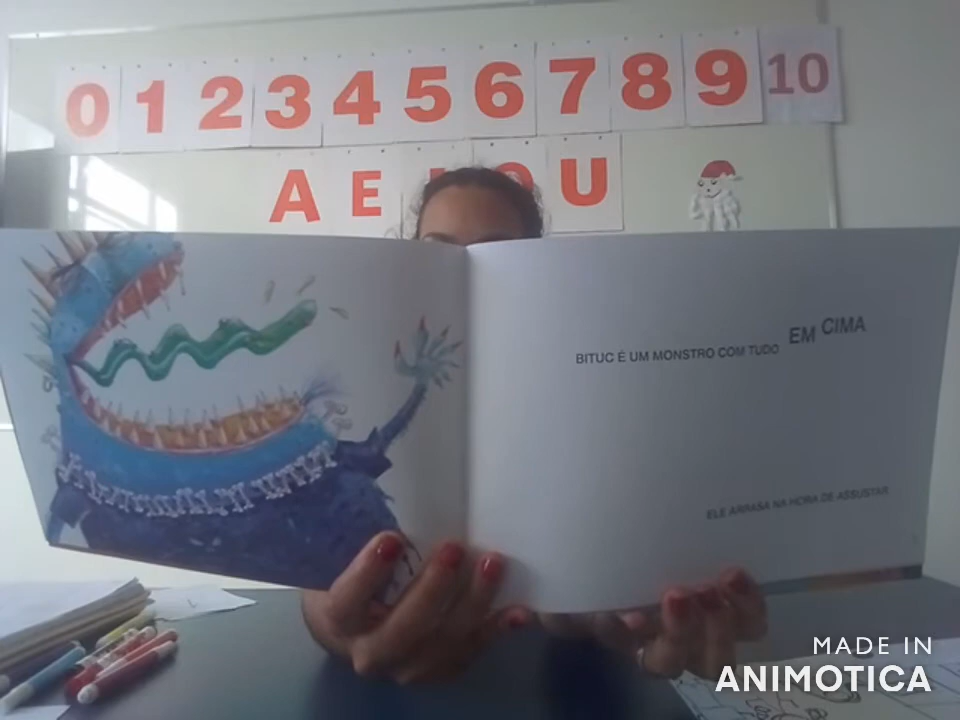 0 1 2 3 4 5 6 7 8 9 10
A E I O U
BITUC É UM MONSTRO COM TUDO EM CIMA
ELE ARRASA NA HORA DE ASSUSTAR.
MADE IN
ANIMOTICA